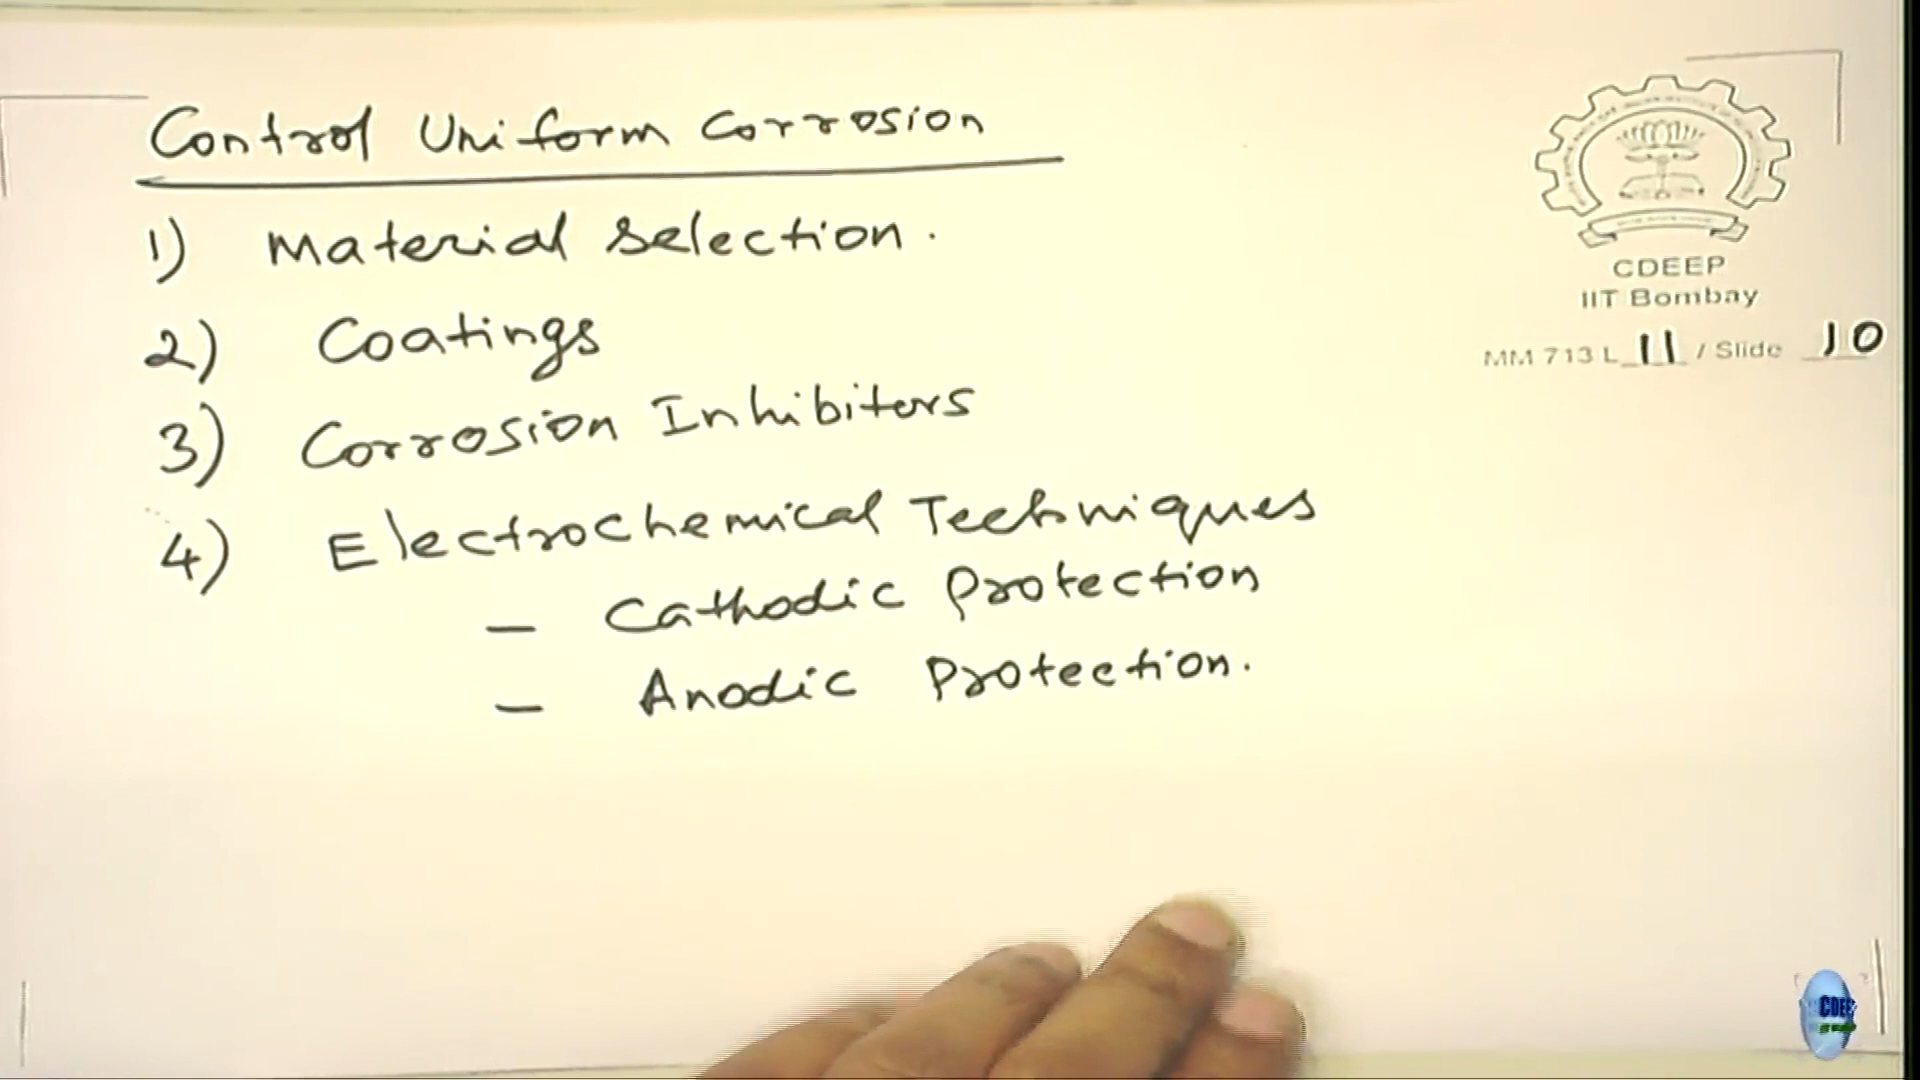 Control Uniform Corrosion
1) Material Selection.
2) Coatings
3) Corrosion Inhibitors
4) Electrochemical Techniques
— Cathodic Protection
— Anodic Protection.
CDEEP
IIT Bombay
MM 713 L 11 / Slide 10
CDEEP